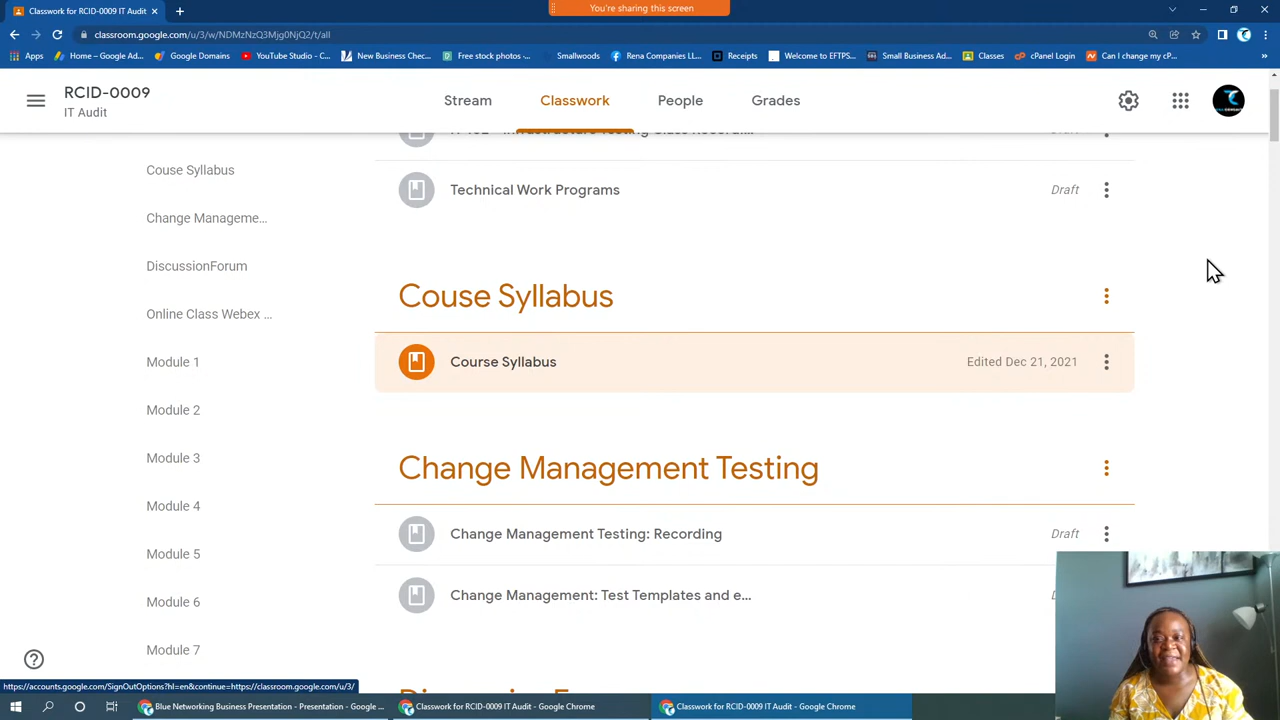 You're sharing this screen
Classwork for RCID-0009 IT Audit
classroom.google.com/u/3/w/NDMzNzQ3Mjg0NjQ2/t/all
Apps
Home – Google Ad...
Google Domains
YouTube Studio - C...
New Business Chec...
Free stock photos -...
Smallwoods
Rena Companies LL...
Receipts
Welcome to EFTPS...
Small Business Ad...
Classes
cPanel Login
Can I change my cP...
RCID-0009
IT Audit
Stream
Classwork
People
Grades
Draft
Technical Work Programs
Draft
Couse Syllabus
Change Manageme...
DiscussionForum
Online Class Webex ...
Module 1
Module 2
Module 3
Module 4
Module 5
Module 6
Module 7
Couse Syllabus
Course Syllabus
Edited Dec 21, 2021
Change Management Testing
Change Management Testing: Recording
Draft
Change Management: Test Templates and e...
https://accounts.google.com/SignOutOptions?hl=en&continue=https://classroom.google.com/u/3/
Blue Networking Business Presentation - Presentation - Google ...
Classwork for RCID-0009 IT Audit - Google Chrome
Classwork for RCID-0009 IT Audit - Google Chrome